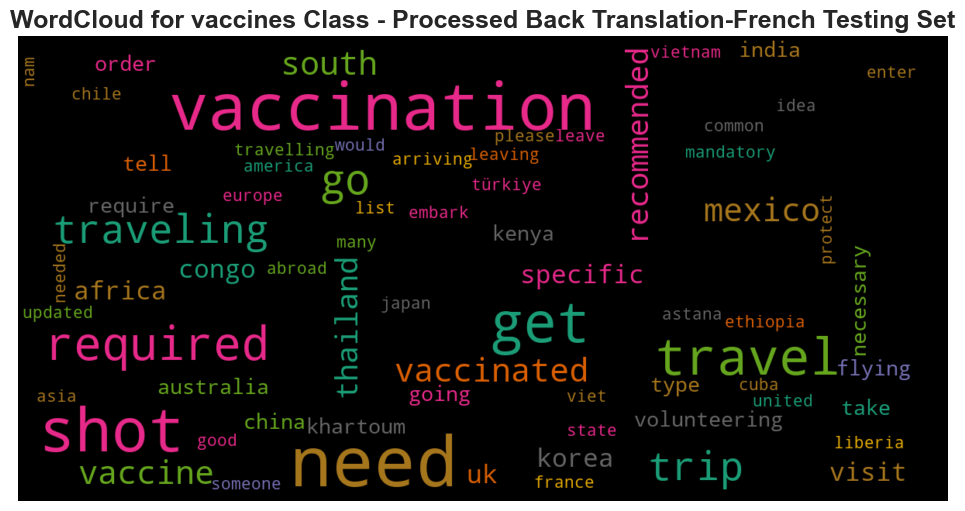 WordCloud for vaccines Class - Processed Back Translation-French Testing Set
nam
order
south
vietnam
india
enter
chile
vaccination
recommended
idea
common
please
leave
travelling
would
tell
america
arriving
leaving
mandatory
go
türkiye
europe
list
embark
require
mexico
protect
traveling
many
kenya
needed
congo
abroad
thailand
specific
necessary
africa
updated
japan
get
astana
ethiopia
required
travel
vaccinated
flying
asia
australia
going
viet
type
cuba
united
take
shot
china
khartoum
volunteering
good
state
liberia
vaccine
someone
need
uk
korea
france
trip
visit